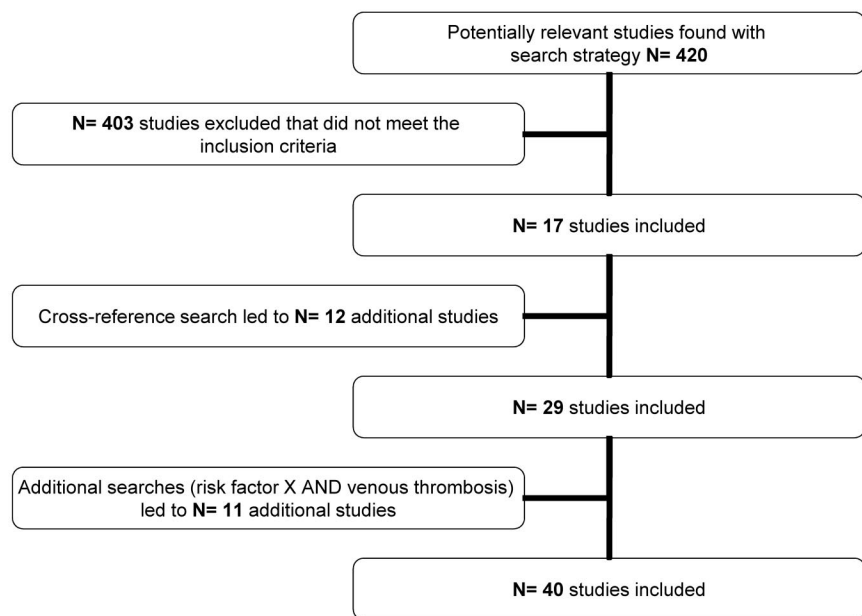 Potentially relevant studies found with
search strategy N= 420
N= 403 studies excluded that did not meet the
inclusion criteria
N= 17 studies included
Cross-reference search led to N= 12 additional studies
N= 29 studies included
Additional searches (risk factor X AND venous thrombosis)
led to N= 11 additional studies
N= 40 studies included